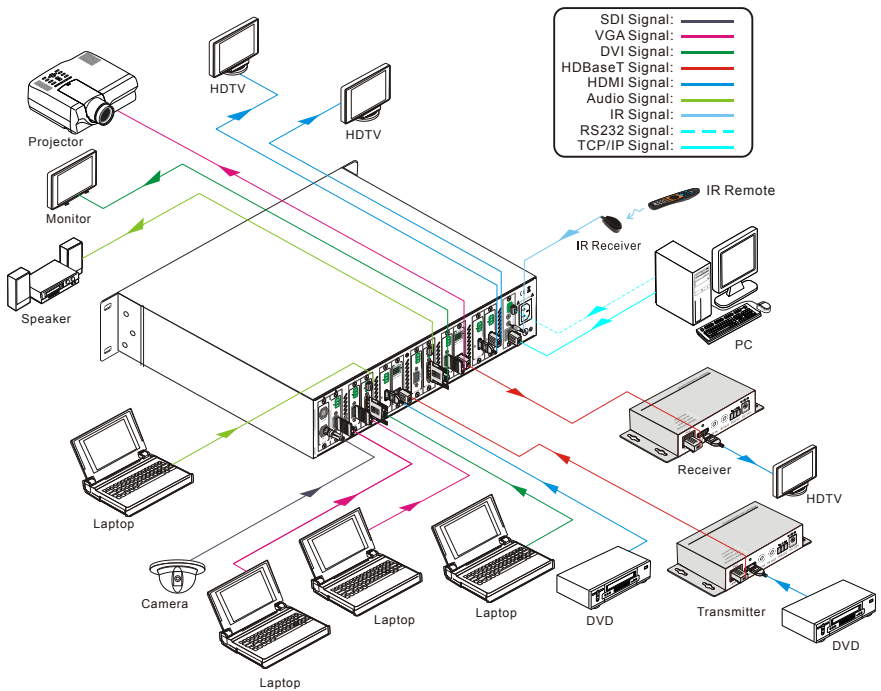 SDI Signal:
VGA Signal:
DVI Signal:
HDBaseT Signal:
HDMI Signal:
Audio Signal:
IR Signal:
RS232 Signal:
TCP/IP Signal:
HDTV
HDTV
Projector
Monitor
Speaker
IR Remote
IR Receiver
PC
Receiver
HDTV
Laptop
Camera
Laptop
Laptop
Laptop
DVD
Transmitter
DVD